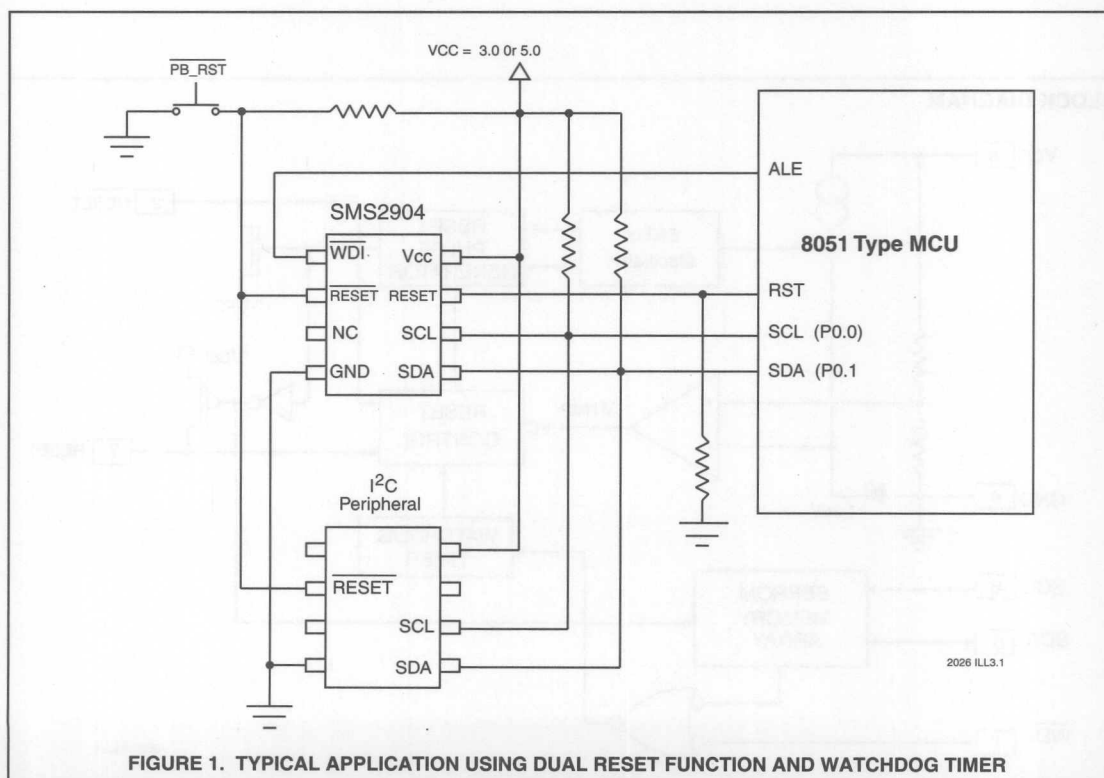 VCC = 3.0 0r 5.0
PB_RST
ALE
SMS2904
8051 Type MCU
WDI
Vcc
RESET
RESET
RST
NC
SCL
SCL (P0.0)
GND
SDA
SDA (P0.1
I2C
Peripheral
RESET
SCL
SDA
2026 ILL3.1
FIGURE 1. TYPICAL APPLICATION USING DUAL RESET FUNCTION AND WATCHDOG TIMER